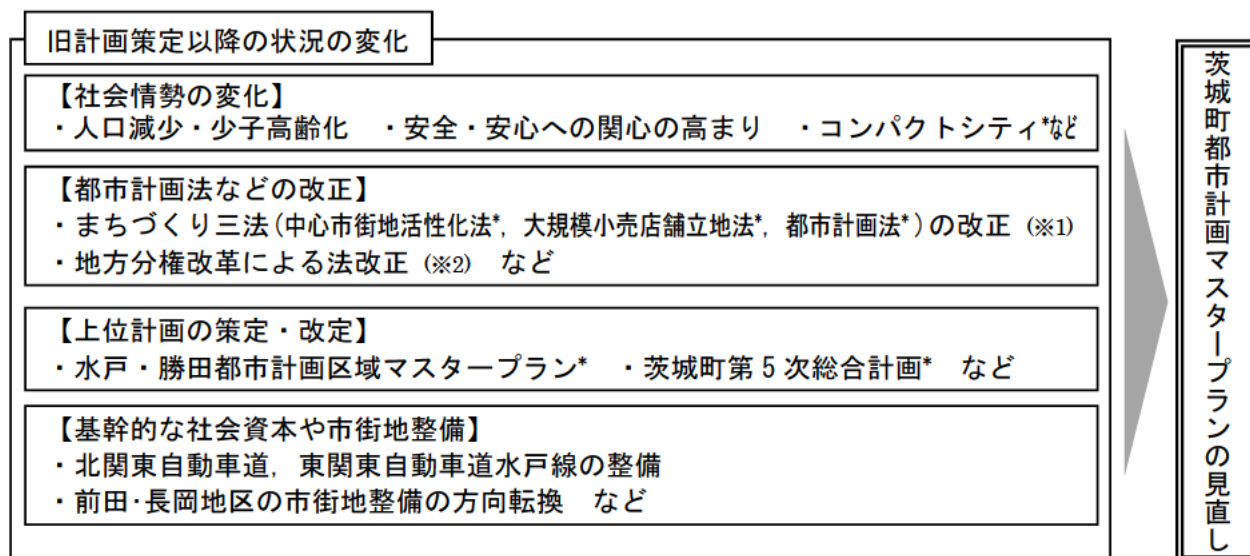 旧計画策定以降の状況の変化
【社会情勢の変化】
・人口減少・少子高齢化　・安全・安心への関心の高まり　・コンパクトシティ*など
【都市計画法などの改正】
・まちづくり三法(中心市街地活性化法*，大規模小売店舗立地法*，都市計画法*)の改正 (※1)
・地方分権改革による法改正 (※2)　など
【上位計画の策定・改定】
・水戸・勝田都市計画区域マスタープラン*　・茨城町第５次総合計画*　など
【基幹的な社会資本や市街地整備】
・北関東自動車道，東関東自動車道水戸線の整備
・前田・長岡地区の市街地整備の方向転換　など
茨城町都市計画マスタープランの見直し